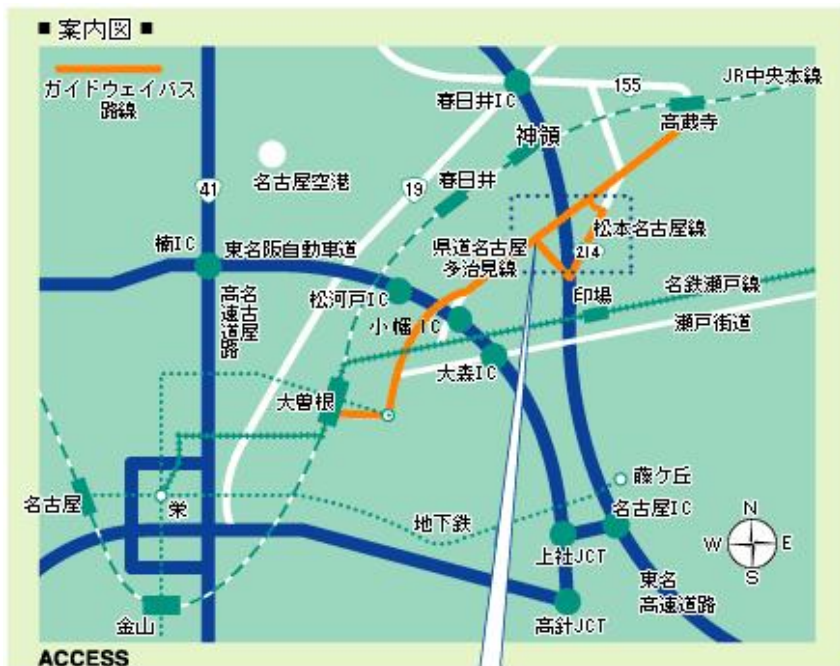 ■ 案内図 ■
ガイドウェイバス
路線
41
名古屋空港
19
春日井IC
155
JR中央本線
高蔵寺
神領
春日井
松本名古屋線
214
県道名古屋
多治見線
印場
名鉄瀬戸線
瀬戸街道
楠IC
東名阪自動車道
松河戸IC
小幡IC
大森IC
名古屋
高速道路
大曽根
名古屋
栄
地下鉄
藤ケ丘
名古屋IC
上社JCT
東名
高速道路
高針JCT
金山
N
W
E
S
ACCESS